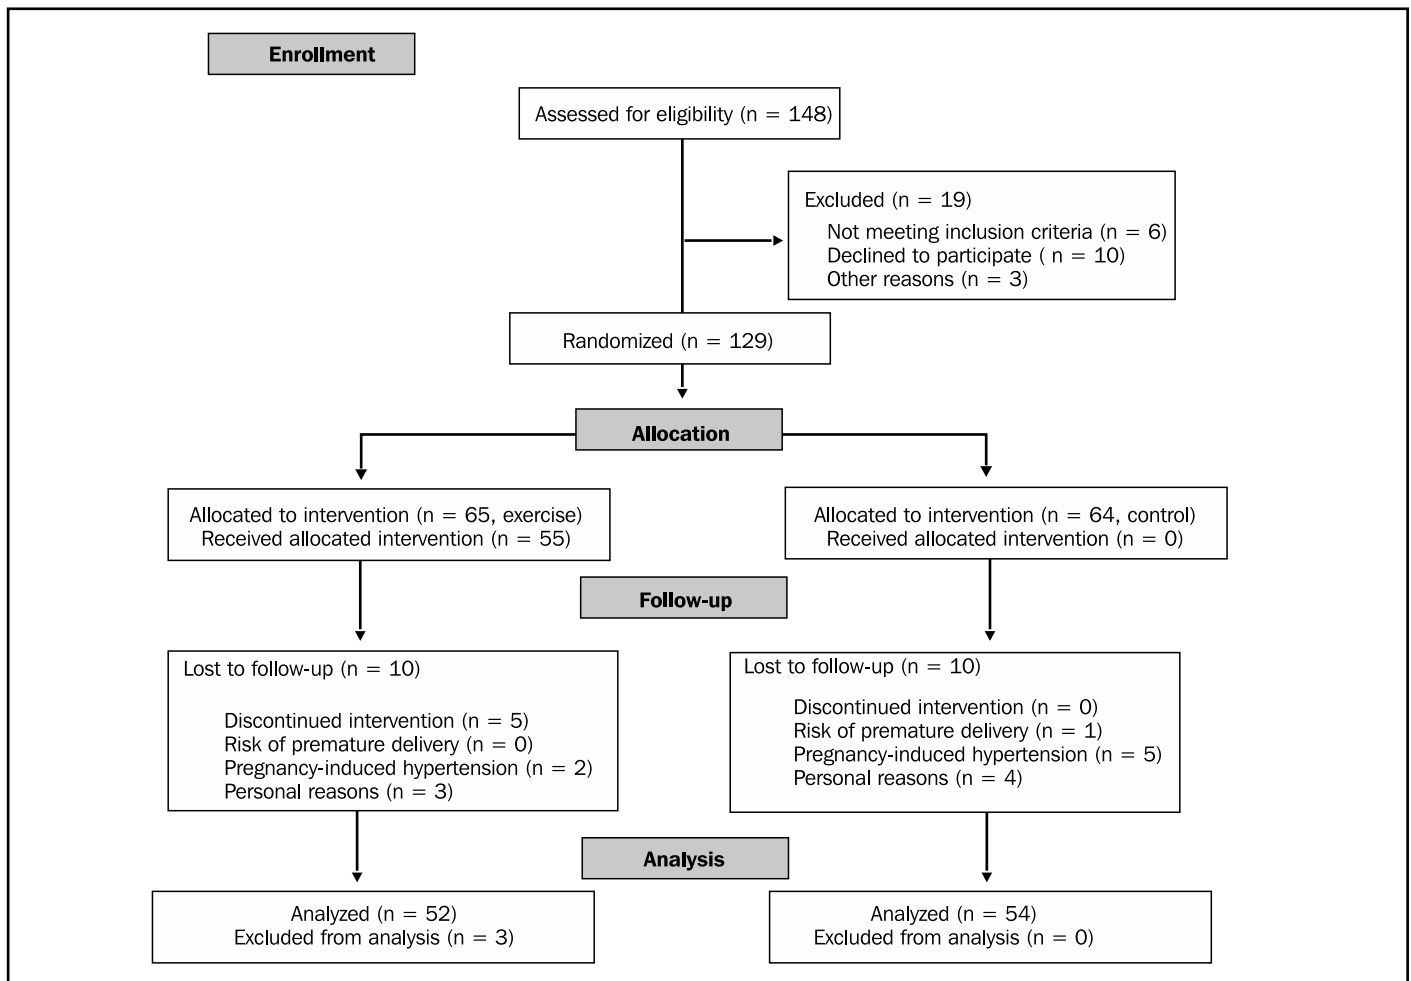 Enrollment
Assessed for eligibility (n = 148)
Excluded (n = 19)
Not meeting inclusion criteria (n = 6)
Declined to participate ( n = 10)
Other reasons (n = 3)
Randomized (n = 129)
Allocation
Allocated to intervention (n = 65, exercise)
Received allocated intervention (n = 55)
Allocated to intervention (n = 64, control)
Received allocated intervention (n = 0)
Follow-up
Lost to follow-up (n = 10)
Discontinued intervention (n = 5)
Risk of premature delivery (n = 0)
Pregnancy-induced hypertension (n = 2)
Personal reasons (n = 3)
Lost to follow-up (n = 10)
Discontinued intervention (n = 0)
Risk of premature delivery (n = 1)
Pregnancy-induced hypertension (n = 5)
Personal reasons (n = 4)
Analysis
Analyzed (n = 52)
Excluded from analysis (n = 3)
Analyzed (n = 54)
Excluded from analysis (n = 0)